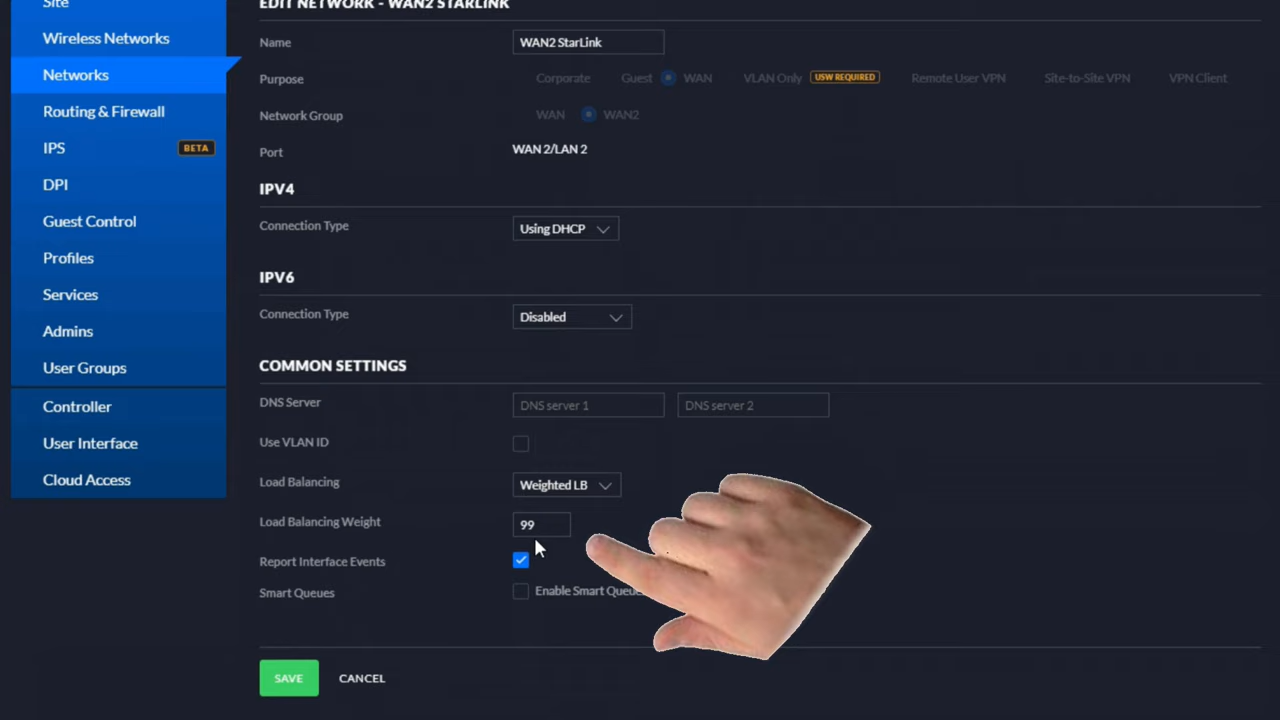 Site
Wireless Networks
Networks
Routing & Firewall
IPS BETA
DPI
Guest Control
Profiles
Services
Admins
User Groups
Controller
User Interface
Cloud Access
EDIT NETWORK - WAN2 STARLINK
Name WAN2 StarLink
Purpose Corporate Guest WAN VLAN Only USW REQUIRED Remote User VPN Site-to-Site VPN VPN Client
Network Group WAN WAN2
Port WAN 2/LAN 2
IPV4
Connection Type Using DHCP
IPV6
Connection Type Disabled
COMMON SETTINGS
DNS Server DNS server 1 DNS server 2
Use VLAN ID
Load Balancing Weighted LB
Load Balancing Weight 99
Report Interface Events
Smart Queues Enable Smart
SAVE CANCEL